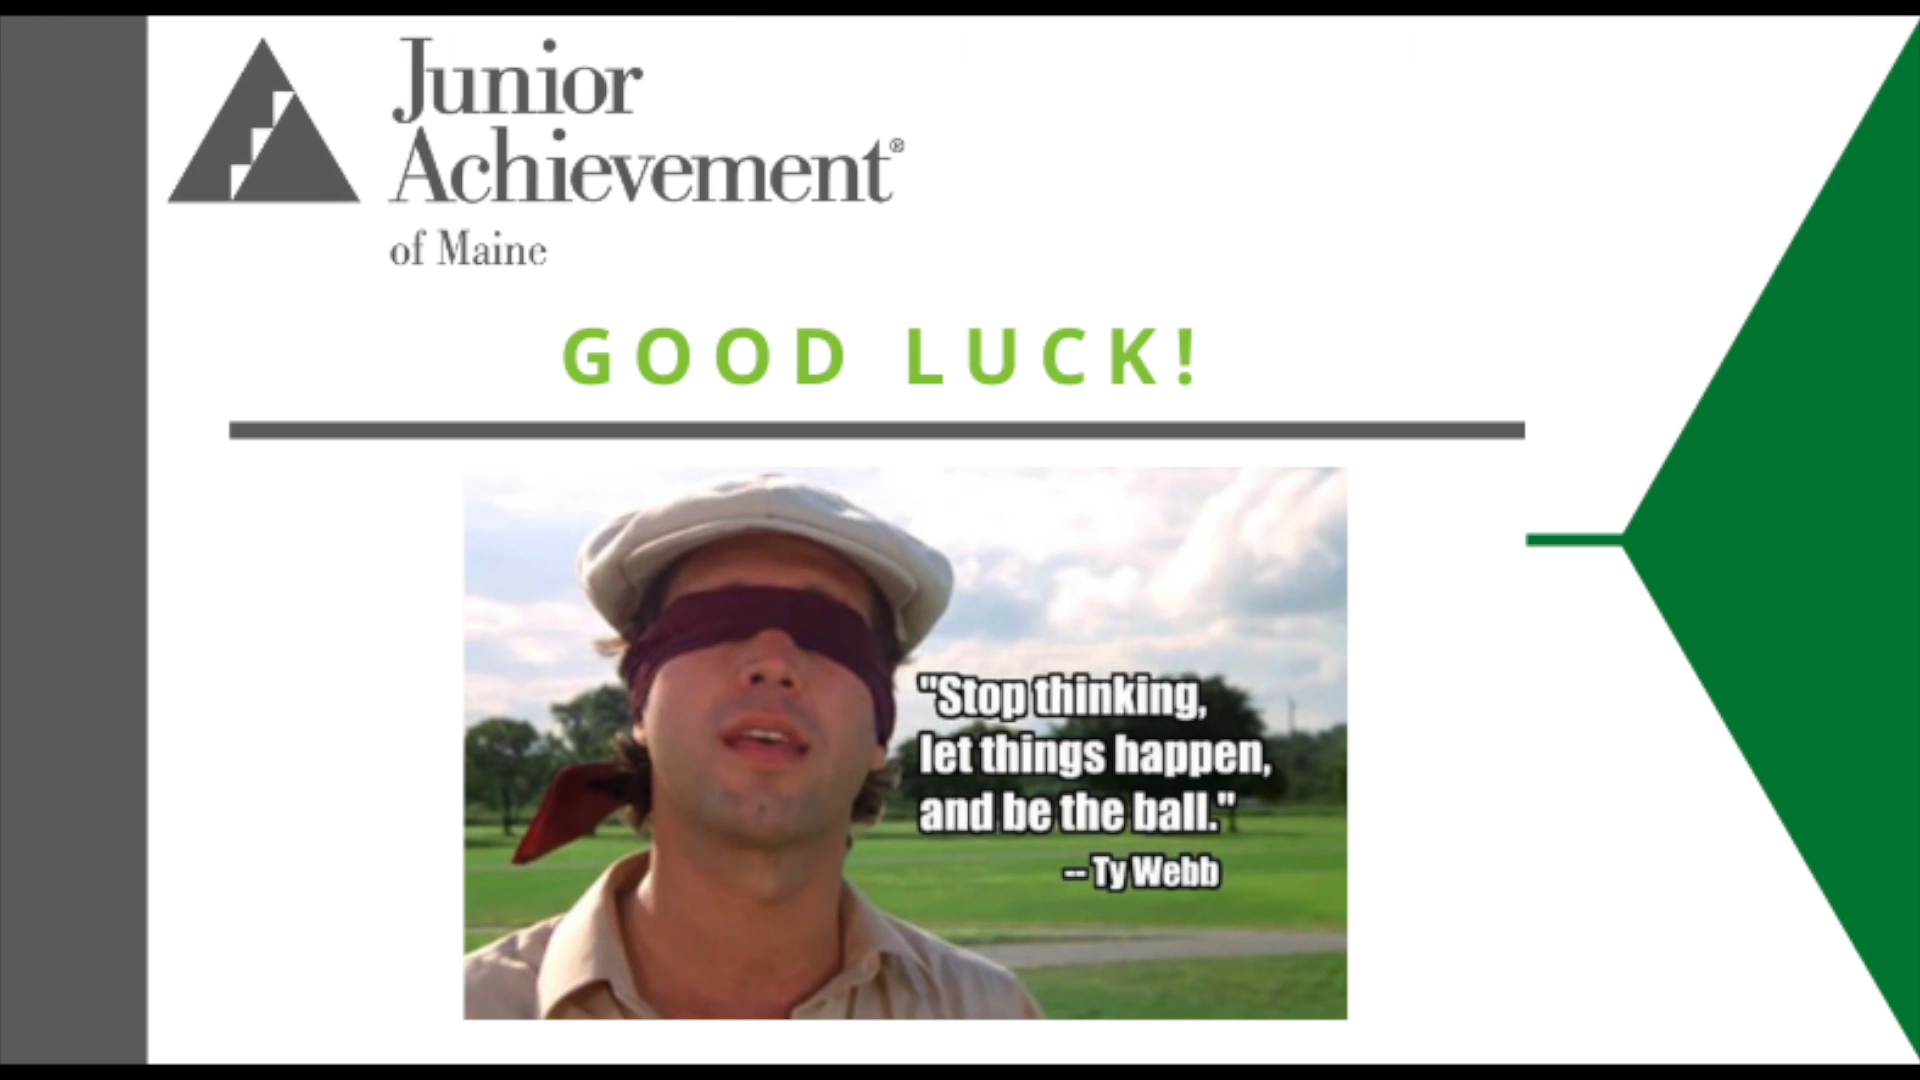 Junior
Achievement®
of Maine
GOOD LUCK!
"Stop thinking,
let things happen,
and be the ball."
-- Ty Webb